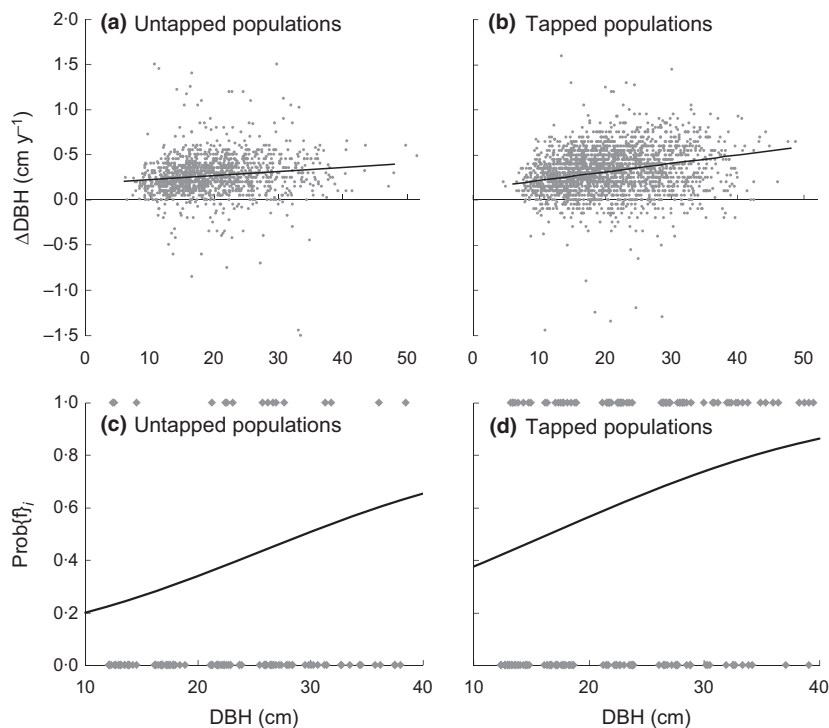 (a) Untapped populations
(b) Tapped populations
2·0
1·5
1·0
0·5
0·0
–0·5
–1·0
–1·5
ΔDBH (cm y⁻¹)
0 10 20 30 40 50
0 10 20 30 40 50
(c) Untapped populations
(d) Tapped populations
1·0
0·8
0·6
0·4
0·2
0·0
Prob{f}ᵢ
10 20 30 40
10 20 30 40
DBH (cm)
DBH (cm)